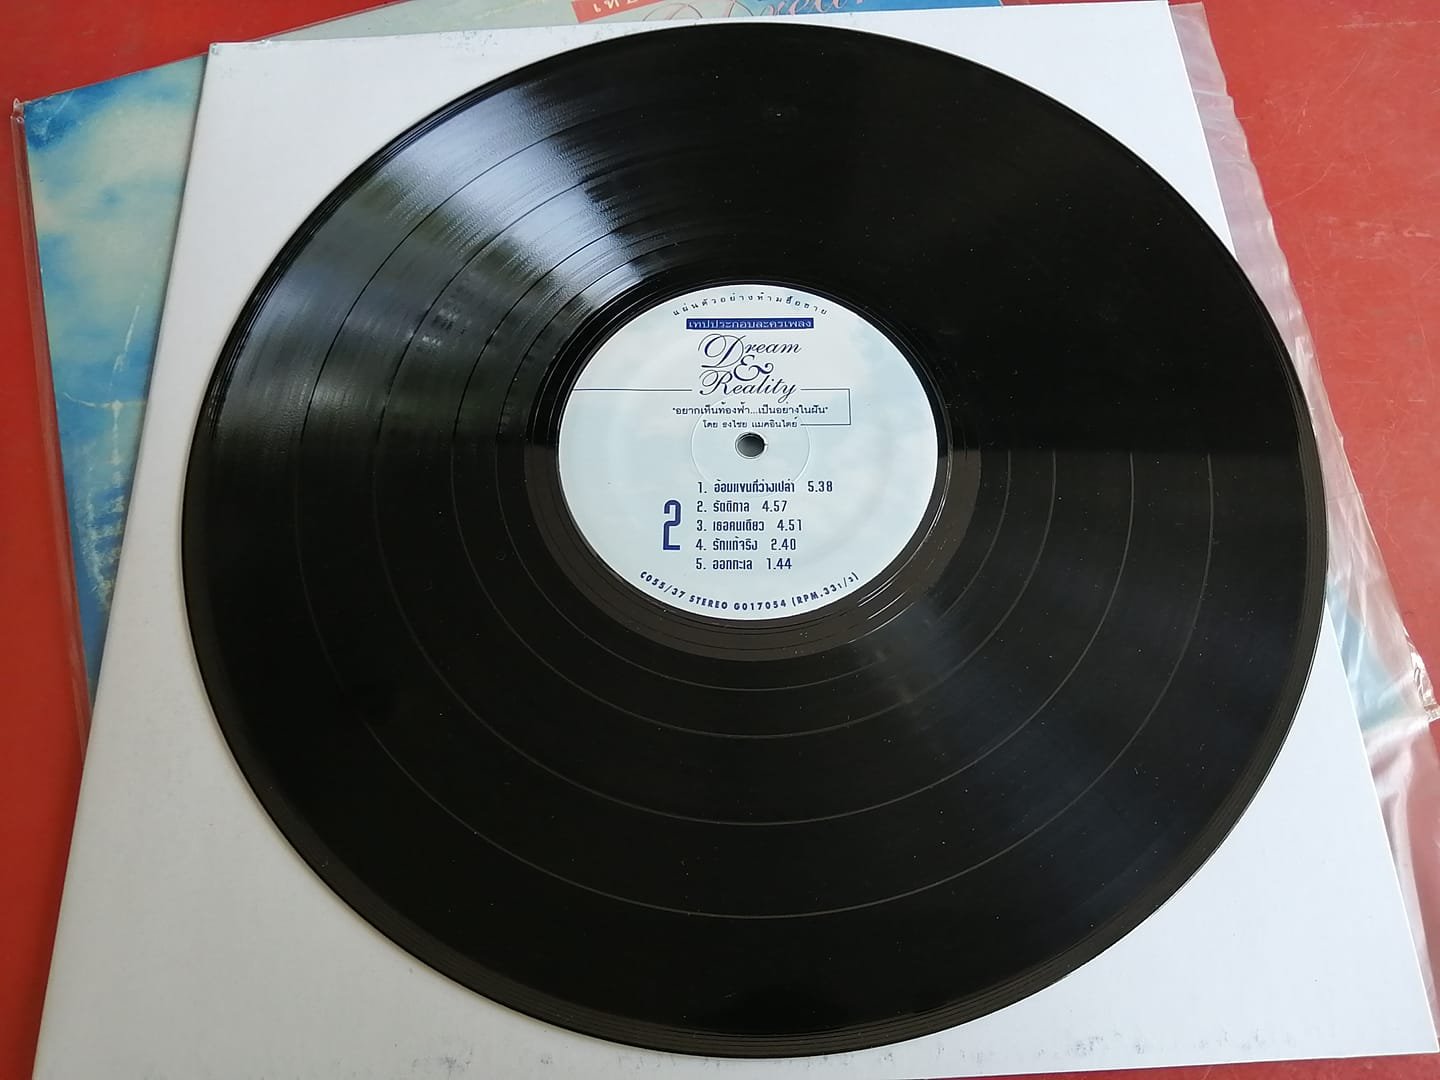 แผ่นตัวอย่างห้ามซื้อขาย
เทปประกอบละครเพลง
Dream
&
Reality
"อยากเห็นท้องฟ้า...เป็นอย่างในฝัน"
โดย ธงไชย แมคอินไตย์
2
1. อ้อมแขนที่ว่างเปล่า 5.38
2. รัตติกาล 4.57
3. เธอคนเดียว 4.51
4. รักแท้จริง 2.40
5. ออกทะเล 1.44
C055/37 STEREO G017054 (RPM.33 1/3)